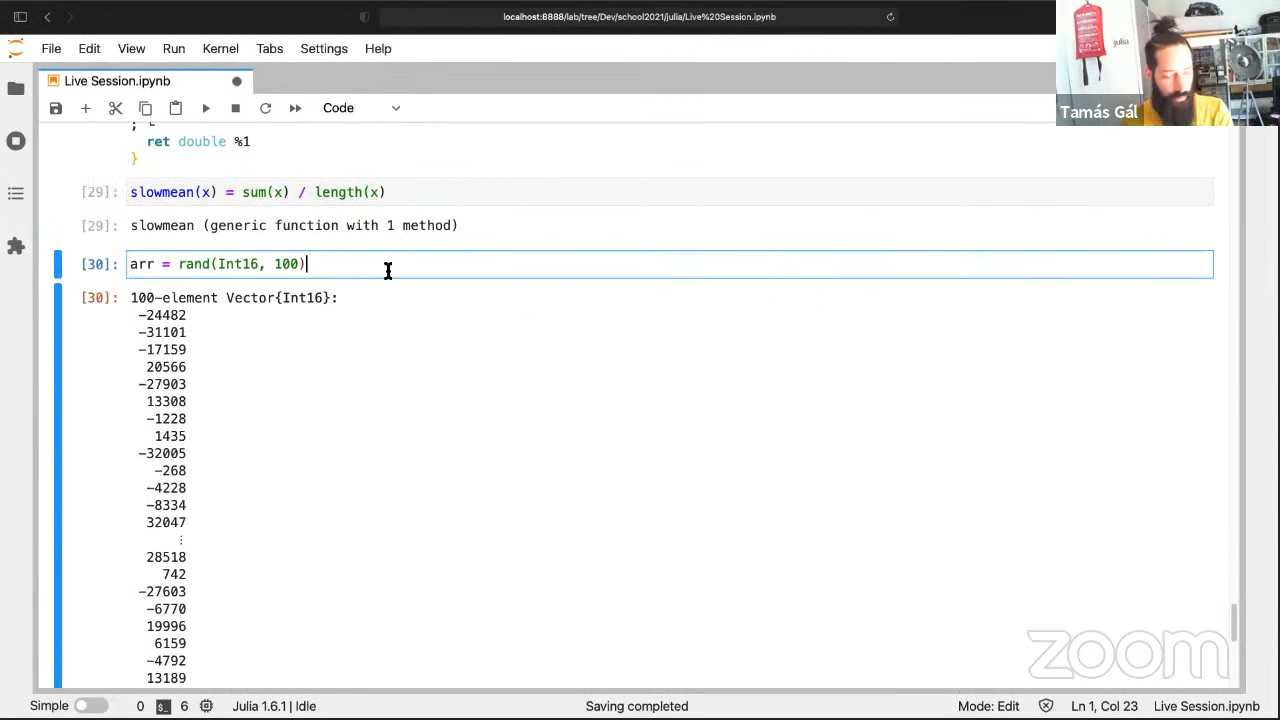 localhost:8888/lab/tree/Dev/school2021/julia/Live%20Session.ipynb
File Edit View Run Kernel Tabs Settings Help
Live Session.ipynb
Code
julia
Tamás Gál
ret double %1
}
[29]: slowmean(x) = sum(x) / length(x)
[29]: slowmean (generic function with 1 method)
[30]: arr = rand(Int16, 100)
[30]: 100-element Vector{Int16}:
-24482
-31101
-17159
20566
-27903
13308
-1228
1435
-32005
-268
-4228
-8334
32047
⋮
28518
742
-27603
-6770
19996
6159
-4792
13189
zoom
Simple 0 $_ 6 Julia 1.6.1 | Idle Saving completed Mode: Edit Ln 1, Col 23 Live Session.ipynb